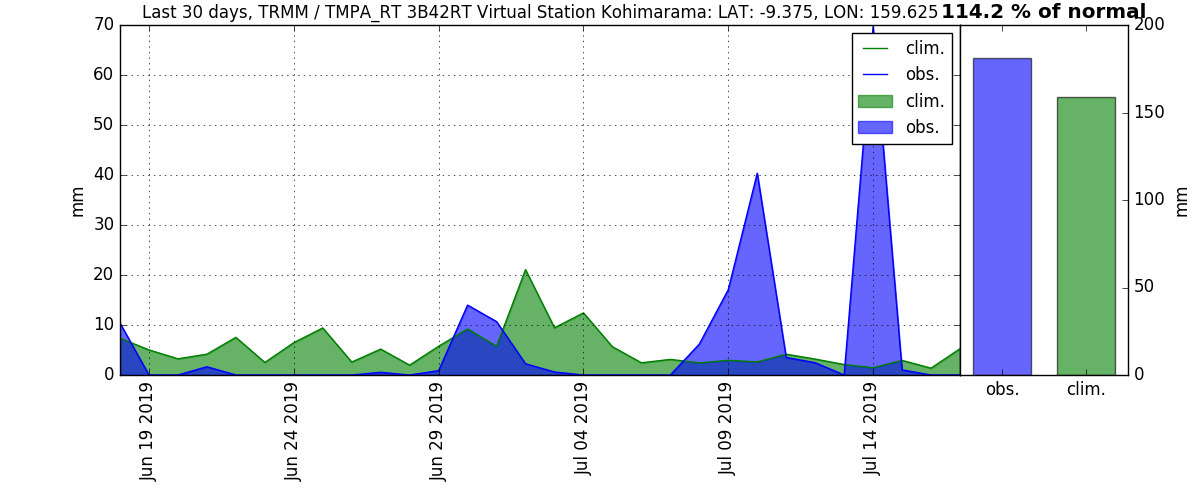 Last 30 days, TRMM / TMPA_RT 3B42RT Virtual Station Kohimarama: LAT: -9.375, LON: 159.625 114.2 % of normal
clim.
obs.
clim.
obs.
70
60
50
40
30
20
10
0
mm
200
150
100
50
0
mm
Jun 19 2019
Jun 24 2019
Jun 29 2019
Jul 04 2019
Jul 09 2019
Jul 14 2019
obs.
clim.